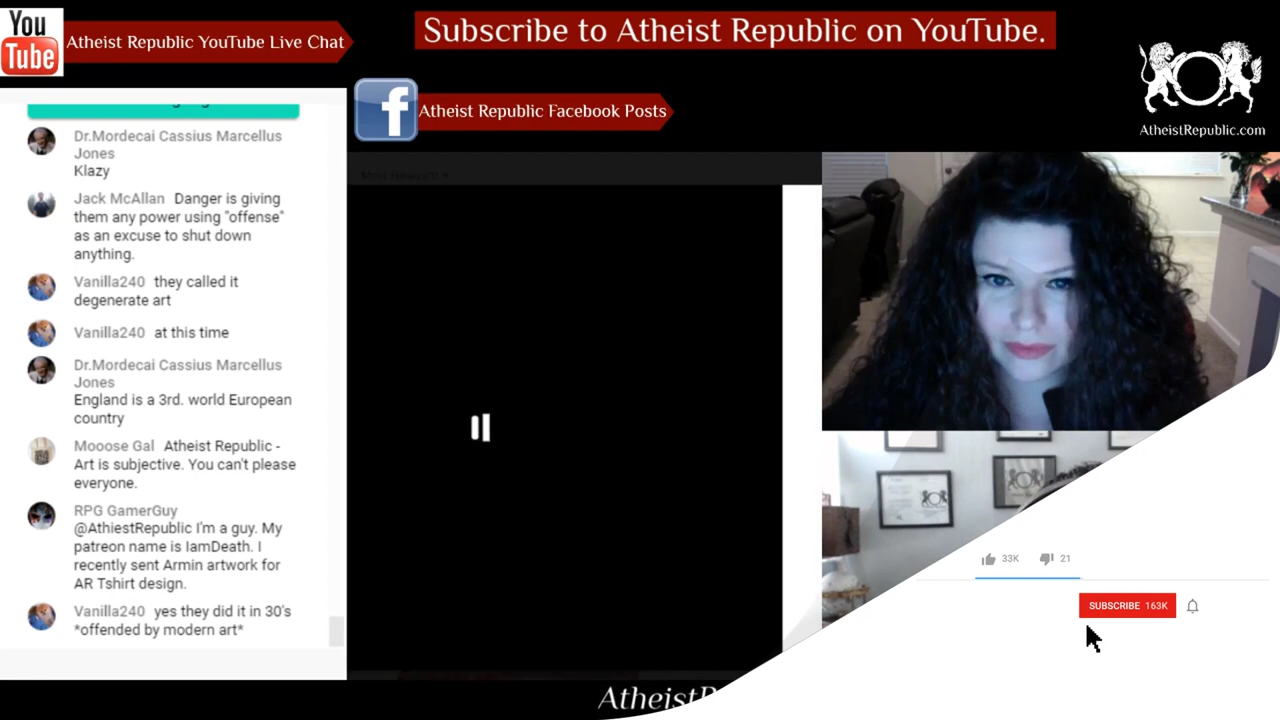 You
Tube
Atheist Republic YouTube Live Chat
Subscribe to Atheist Republic on YouTube.
AtheistRepublic.com
Atheist Republic Facebook Posts
Dr.Mordecai Cassius Marcellus
Jones
Klazy
Jack McAllan Danger is giving
them any power using "offense"
as an excuse to shut down
anything.
Vanilla240 they called it
degenerate art
Vanilla240 at this time
Dr.Mordecai Cassius Marcellus
Jones
England is a 3rd. world European
country
Mooose Gal Atheist Republic -
Art is subjective. You can't please
everyone.
RPG GamerGuy
@AthiestRepublic I'm a guy. My
patreon name is IamDeath. I
recently sent Armin artwork for
AR Tshirt design.
Vanilla240 yes they did it in 30's
*offended by modern art*
33K 21
SUBSCRIBE 163K